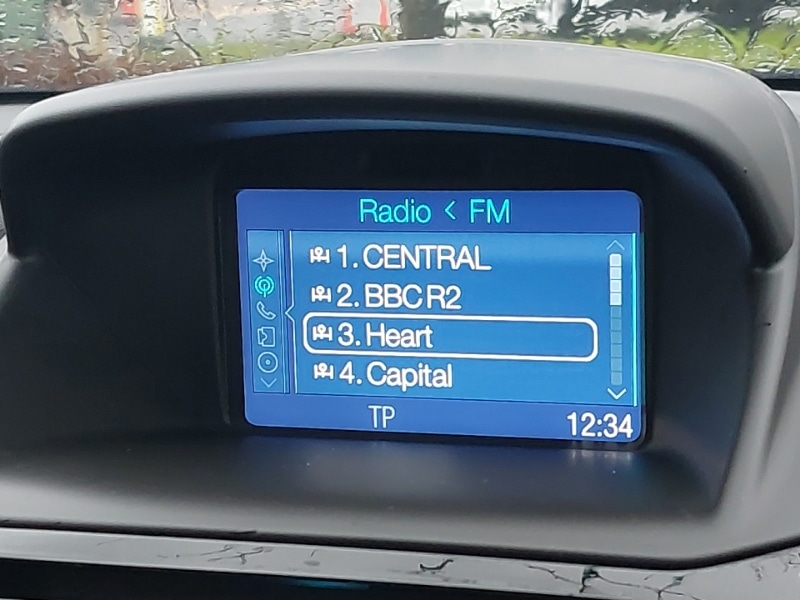 Radio < FM
1. CENTRAL
2. BBC R2
3. Heart
4. Capital
TP 12:34